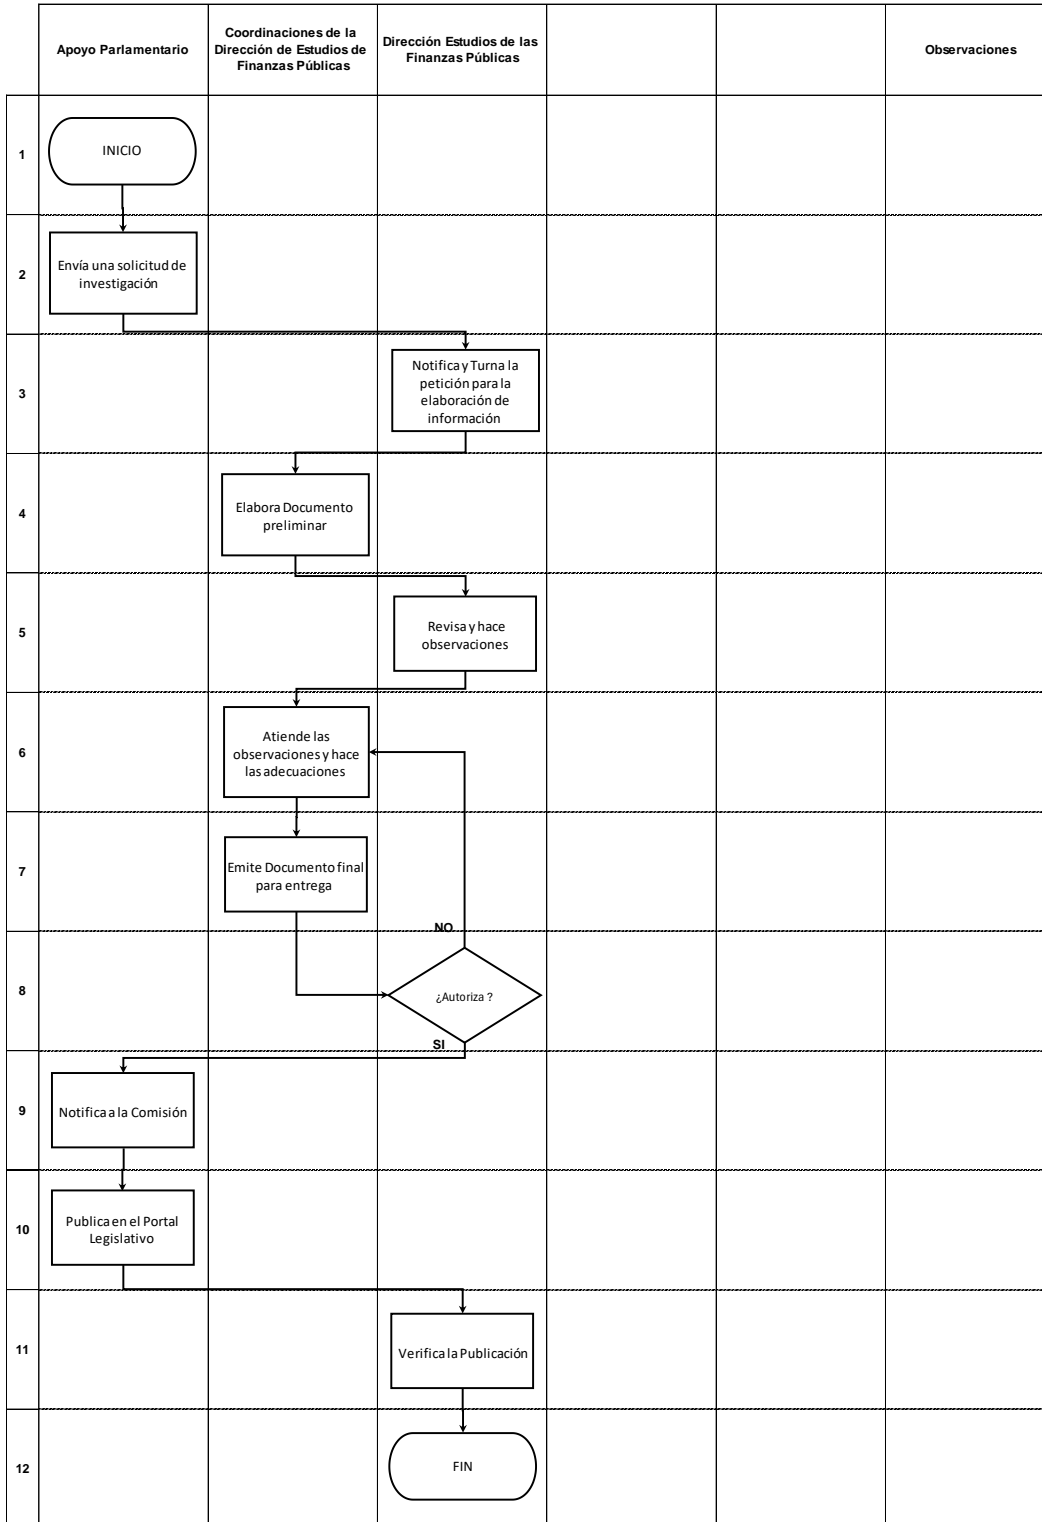 Apoyo Parlamentario
Coordinaciones de la
Dirección de Estudios de
Finanzas Públicas
Dirección Estudios de las
Finanzas Públicas
Observaciones
1
INICIO
2
Envía una solicitud de
investigación
3
Notifica y Turna la
petición para la
elaboración de
información
4
Elabora Documento
preliminar
5
Revisa y hace
observaciones
6
Atiende las
observaciones y hace
las adecuaciones
7
Emite Documento final
para entrega
NO
8
¿Autoriza ?
SI
9
Notifica a la Comisión
10
Publica en el Portal
Legislativo
11
Verifica la Publicación
12
FIN